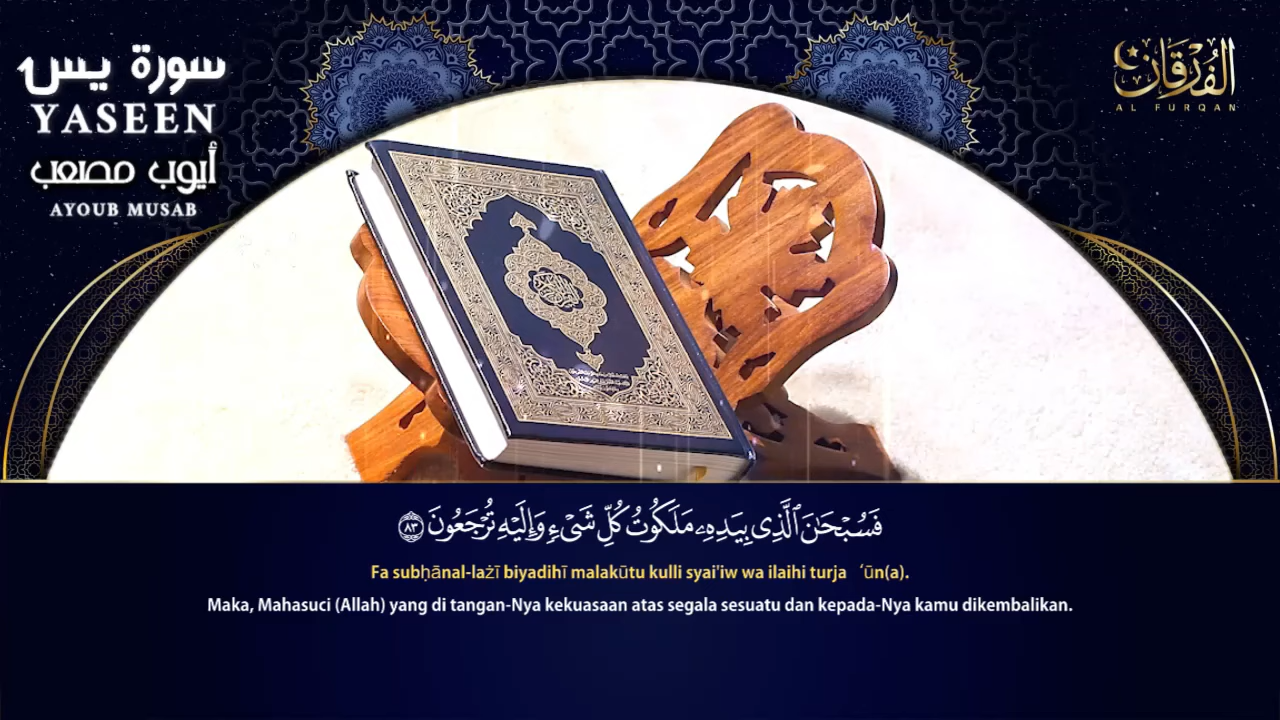 سورة يس
YASEEN
أيوب مصعب
AYOUB MUSAB
الفُرْقَان
AL FURQAN
فَسُبْحَٰنَ ٱلَّذِى بِيَدِهِۦ مَلَكُوتُ كُلِّ شَىْءٍ وَإِلَيْهِ تُرْجَعُونَ ٨٣
Fa subḥānal-lażī biyadihī malakūtu kulli syai'iw wa ilaihi turja‘ūn(a).
Maka, Mahasuci (Allah) yang di tangan-Nya kekuasaan atas segala sesuatu dan kepada-Nya kamu dikembalikan.